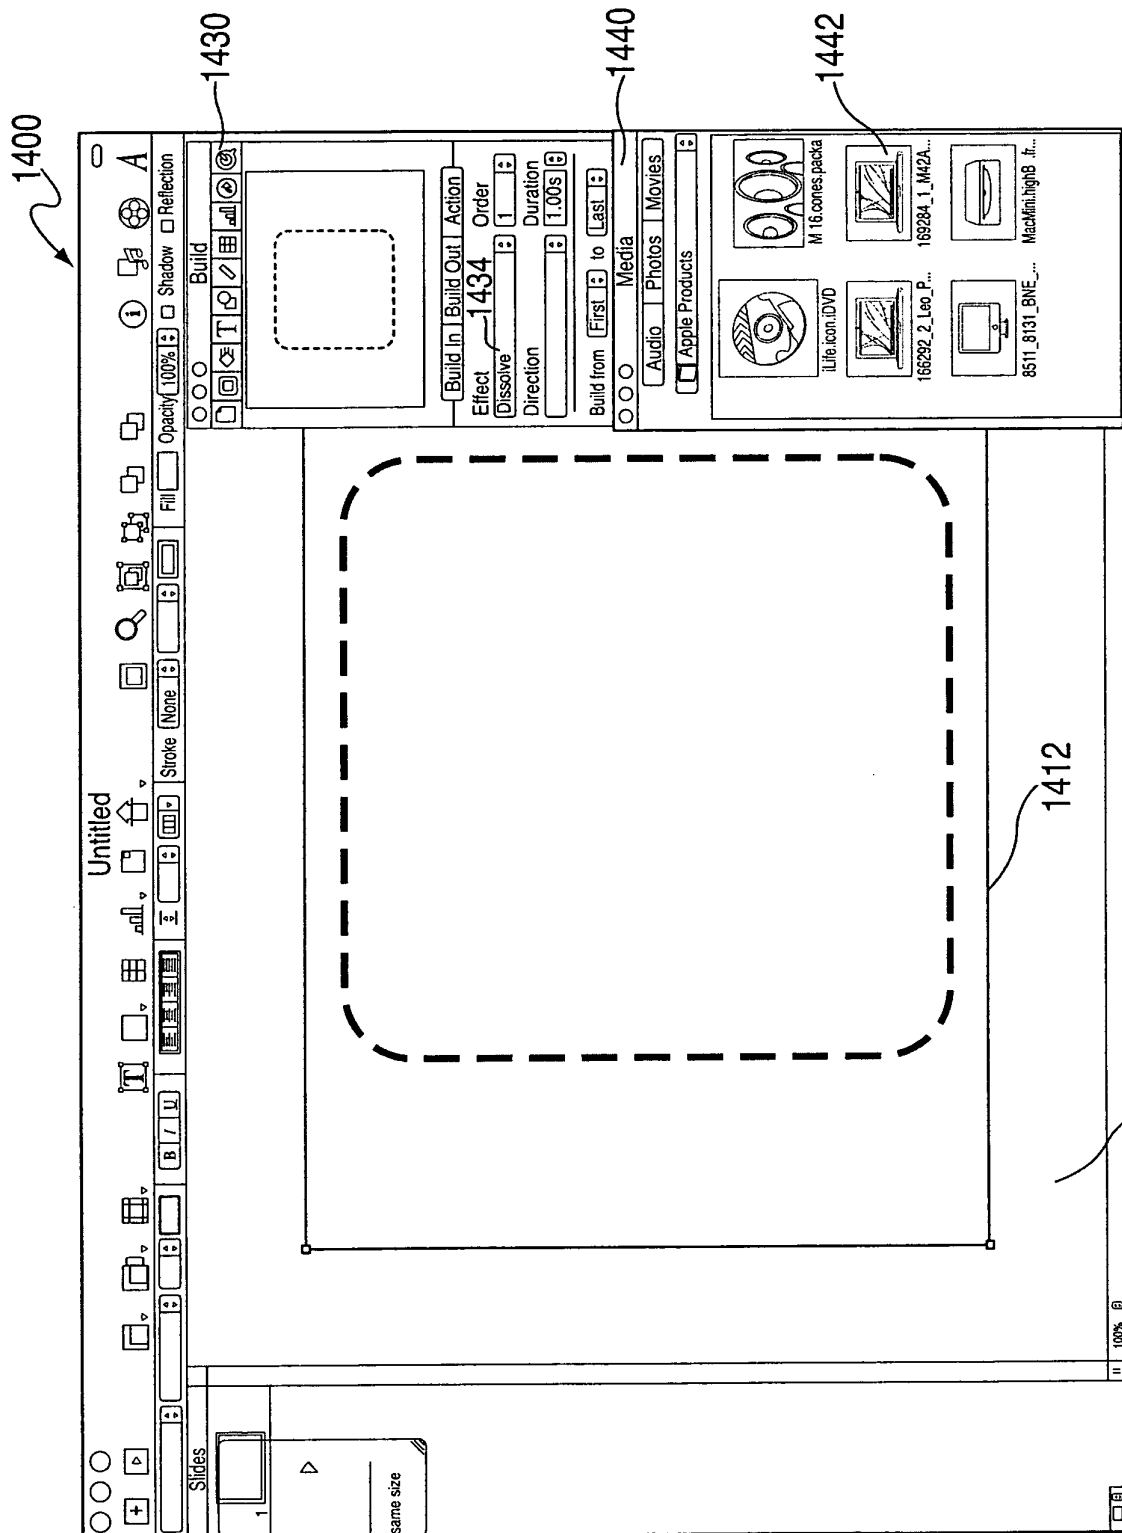 1400
Untitled
A
B I U
Stroke None
Fill Opacity 100% Shadow Reflection
Slides
1
same size
Build
1430
T
Build In Build Out Action
Effect 1434 Order
Dissolve 1
Direction Duration
1.00s
Build from First to Last
1440
Media
Audio Photos Movies
Apple Products
1442
iLife.icon.iDVD M 16.cones.packa
166292_2_Leo_P... 169284_1_M42A...
8511_8131_BNE_... MacMini.highB .fr...
1412
100%